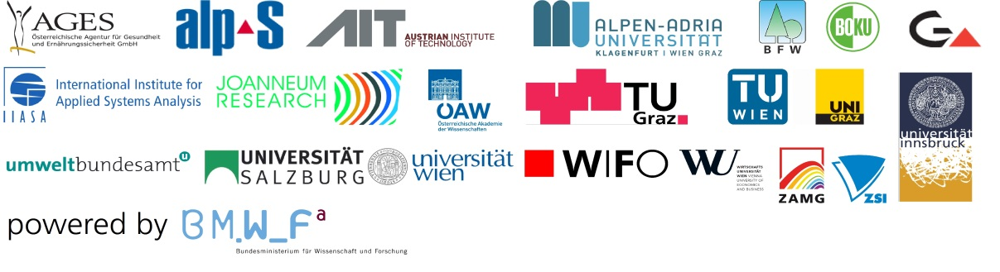 AGES
Österreichische Agentur für Gesundheit
und Ernährungssicherheit GmbH
alpS
AIT AUSTRIAN INSTITUTE
OF TECHNOLOGY
ALPEN-ADRIA
UNIVERSITÄT
KLAGENFURT | WIEN GRAZ
BFW
BOKU
G
IIASA
International Institute for
Applied Systems Analysis
JOANNEUM
RESEARCH
ÖAW
Österreichische Akademie
der Wissenschaften
TU
Graz
TU
WIEN
UNI
GRAZ
universität
innsbruck
umweltbundesamt u
UNIVERSITÄT
SALZBURG
universität
wien
WIFO
WU
WIRTSCHAFTS
UNIVERSITÄT
WIEN VIENNA
UNIVERSITY OF
ECONOMICS
AND BUSINESS
ZAMG
ZSI
powered by BM.W_Fa
Bundesministerium für Wissenschaft und Forschung